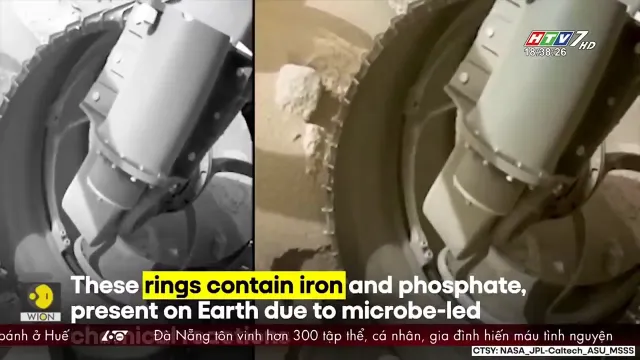 HTV7 HD
18:38:26
These rings contain iron and phosphate,
present on Earth due to microbe-led
WION
bánh ở Huế 60s Đà Nẵng tôn vinh hơn 300 tập thể, cá nhân, gia đình hiến máu tình nguyện
CTSY: NASA_JPL-Caltech_ASU_MSSS